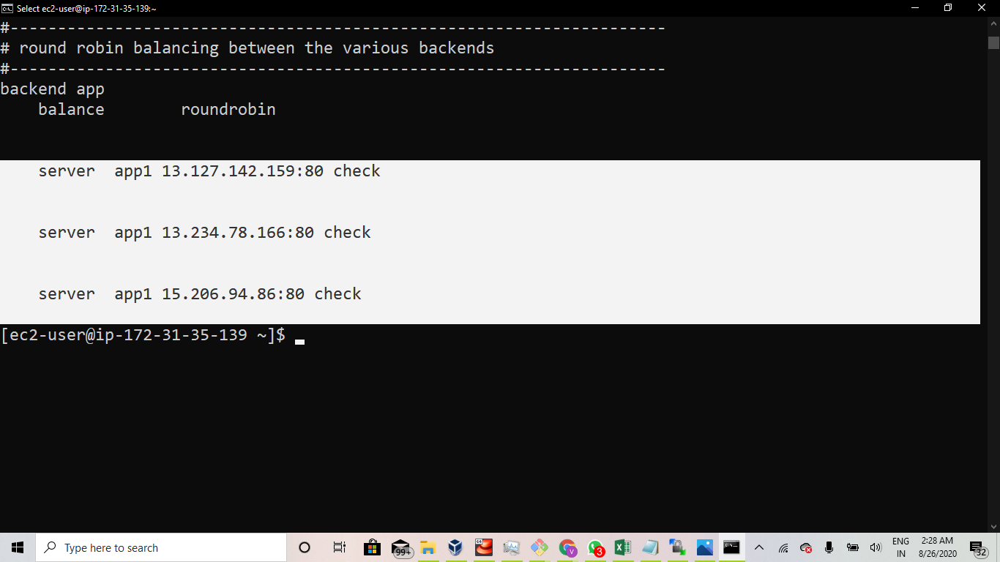 Select ec2-user@ip-172-31-35-139:~
#---------------------------------------------------------------------
# round robin balancing between the various backends
#---------------------------------------------------------------------
backend app
    balance        roundrobin
    server  app1 13.127.142.159:80 check
    server  app1 13.234.78.166:80 check
    server  app1 15.206.94.86:80 check
[ec2-user@ip-172-31-35-139 ~]$
Type here to search
99+
64
V
3
ENG
IN
2:28 AM
8/26/2020
32